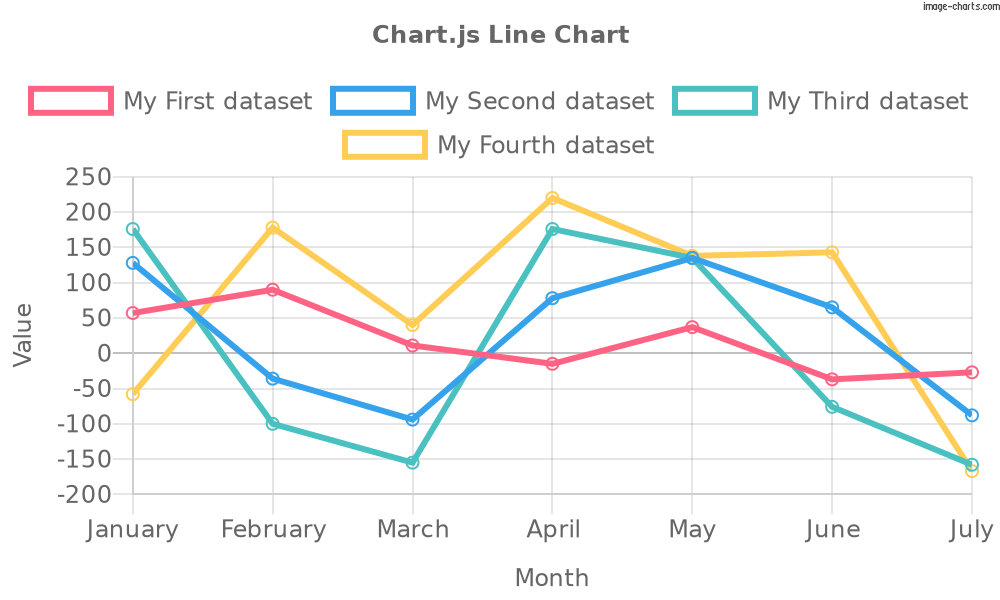 image-charts.com
Chart.js Line Chart
My First dataset My Second dataset My Third dataset
My Fourth dataset
250
200
150
100
50
0
-50
-100
-150
-200
Value
January February March April May June July
Month